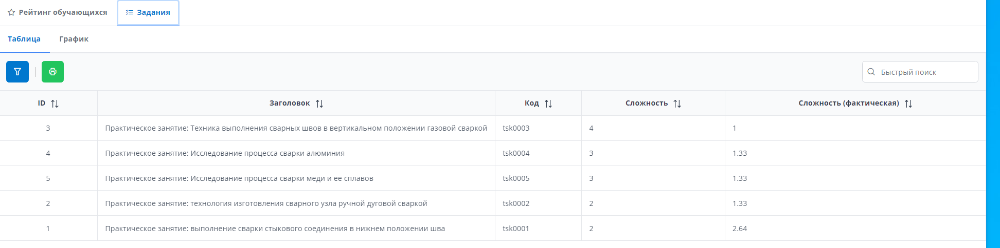 Рейтинг обучающихся Задания
Таблица График
Быстрый поиск
ID Заголовок Код Сложность Сложность (фактическая)
3 Практическое занятие: Техника выполнения сварных швов в вертикальном положении газовой сваркой tsk0003 4 1
4 Практическое занятие: Исследование процесса сварки алюминия tsk0004 3 1.33
5 Практическое занятие: Исследование процесса сварки меди и ее сплавов tsk0005 3 1.33
2 Практическое занятие: технология изготовления сварного узла ручной дуговой сваркой tsk0002 2 1.33
1 Практическое занятие: выполнение сварки стыкового соединения в нижнем положении шва tsk0001 2 2.64